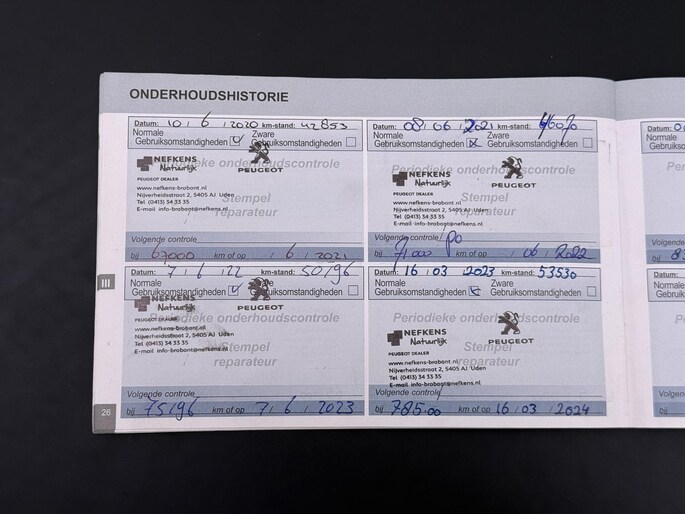 ONDERHOUDSHISTORIE
Datum: 10 / 6 / 2020 km-stand: 42853
Normale Zware
Gebruiksomstandigheden Gebruiksomstandigheden
Periodieke onderhoudscontrole
NEFKENS
Natuurlijk
PEUGEOT
PEUGEOT DEALER
www.nefkens-brabant.nl
Nijverheidsstraat 2, 5405 AJ Uden
Tel (0413) 34 33 35
E-mail info-brabant@nefkens.nl
Stempel
reparateur
Volgende controle
bij 67000 km of op / 6 / 2021
Datum: 08 / 06 / 2021 km-stand:
Normale Zware
Gebruiksomstandigheden Gebruiksomstandigheden
Periodieke onderhoudscontrole
NEFKENS
Natuurlijk
PEUGEOT
PEUGEOT DEALER
www.nefkens-brabant.nl
Nijverheidsstraat 2, 5405 AJ Uden
Tel (0413) 34 33 35
E-mail info-brabant@nefkens.nl
Stempel
reparateur
Volgende controle
bij 71000 km of op / 06 / 2022
Datum: 7 / 6 / 22 km-stand: 50196
Normale Zware
Gebruiksomstandigheden Gebruiksomstandigheden
Periodieke onderhoudscontrole
NEFKENS
Natuurlijk
PEUGEOT
PEUGEOT DEALER
www.nefkens-brabant.nl
Nijverheidsstraat 2, 5405 AJ Uden
Tel (0413) 34 33 35
E-mail info-brabant@nefkens.nl
Stempel
reparateur
Volgende controle
bij 75196 km of op 7 / 6 / 2023
Datum: 16 / 03 / 2023 km-stand: 53530
Normale Zware
Gebruiksomstandigheden Gebruiksomstandigheden
Periodieke onderhoudscontrole
NEFKENS
Natuurlijk
PEUGEOT
PEUGEOT DEALER
www.nefkens-brabant.nl
Nijverheidsstraat 2, 5405 AJ Uden
Tel (0413) 34 33 35
E-mail info-brabant@nefkens.nl
Stempel
reparateur
Volgende controle
bij 785.00 km of op 16 / 03 / 2024
III
26